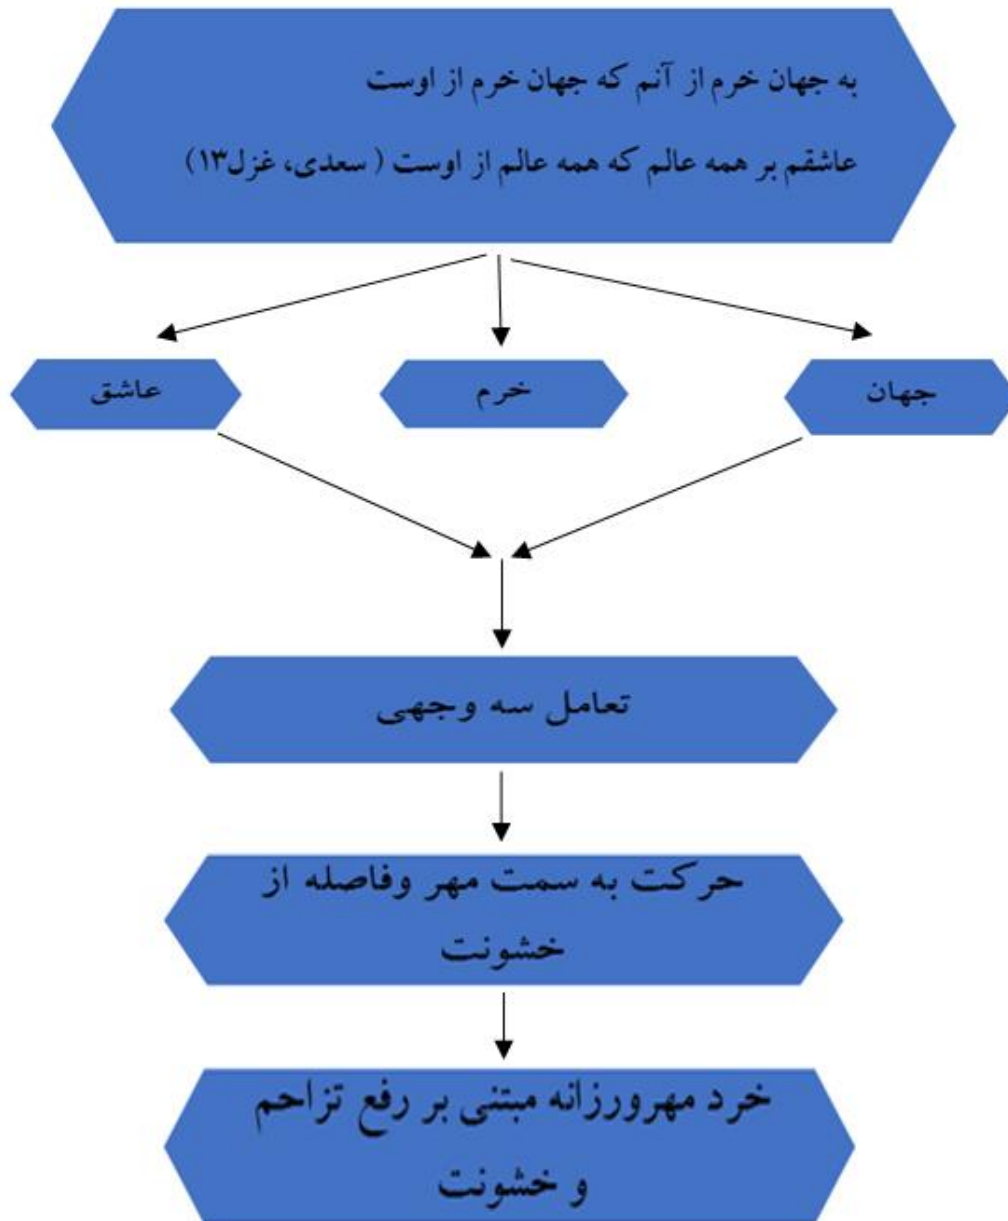 به جهان خرم از آنم که جهان خرم از اوست
عاشقم بر همه عالم که همه عالم از اوست ( سعدی، غزل۱۳)
جهان
خرم
عاشق
تعامل سه وجهی
حرکت به سمت مهر وفاصله از
خشونت
خرد مهرورزانه مبتنی بر رفع تزاحم
و خشونت